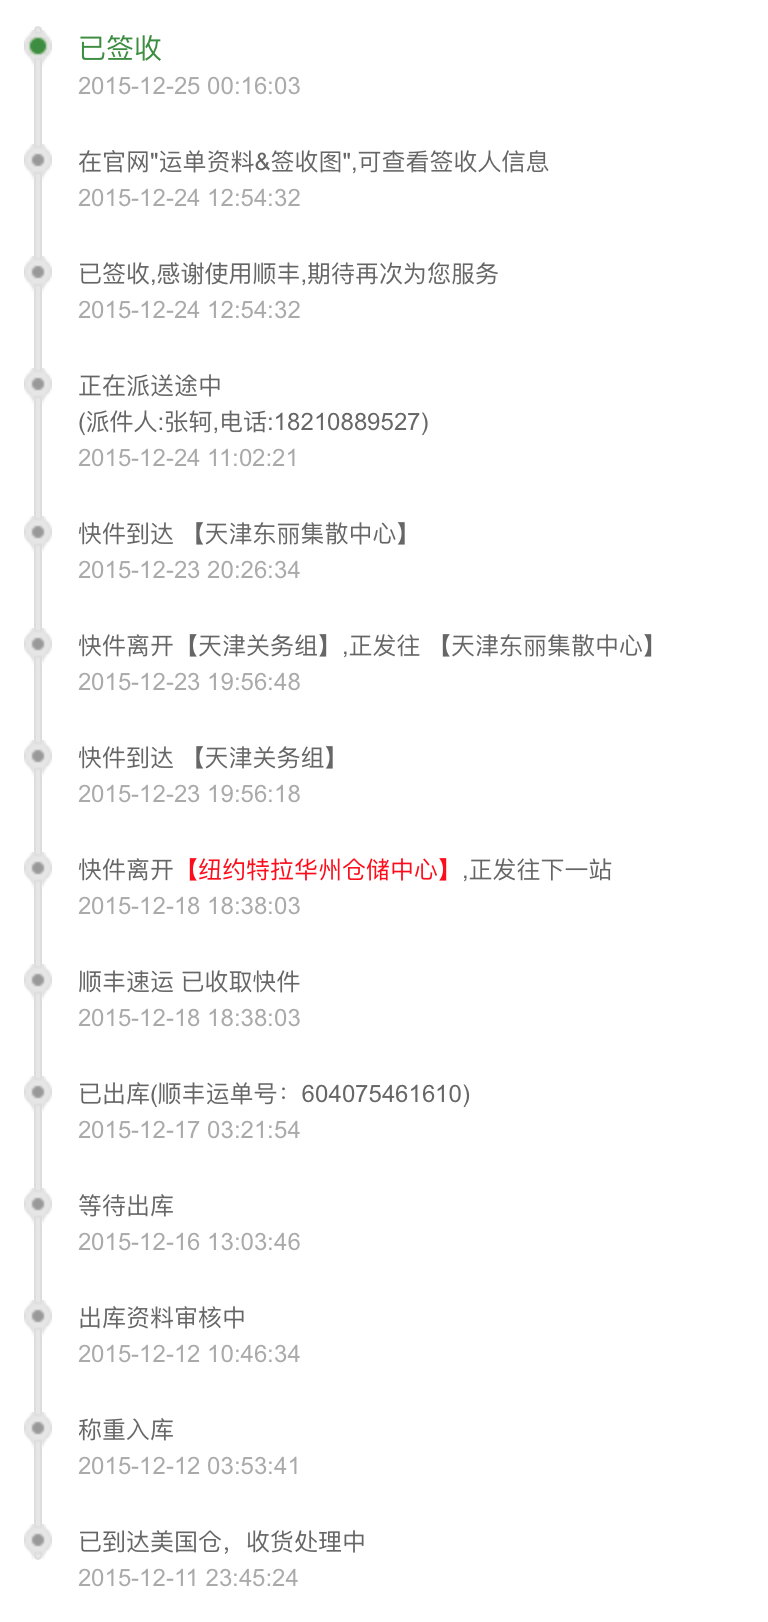 已签收
2015-12-25 00:16:03
在官网"运单资料&签收图",可查看签收人信息
2015-12-24 12:54:32
已签收,感谢使用顺丰,期待再次为您服务
2015-12-24 12:54:32
正在派送途中
(派件人:张轲,电话:18210889527)
2015-12-24 11:02:21
快件到达 【天津东丽集散中心】
2015-12-23 20:26:34
快件离开【天津关务组】,正发往 【天津东丽集散中心】
2015-12-23 19:56:48
快件到达 【天津关务组】
2015-12-23 19:56:18
快件离开【纽约特拉华州仓储中心】,正发往下一站
2015-12-18 18:38:03
顺丰速运 已收取快件
2015-12-18 18:38:03
已出库(顺丰运单号：604075461610)
2015-12-17 03:21:54
等待出库
2015-12-16 13:03:46
出库资料审核中
2015-12-12 10:46:34
称重入库
2015-12-12 03:53:41
已到达美国仓，收货处理中
2015-12-11 23:45:24